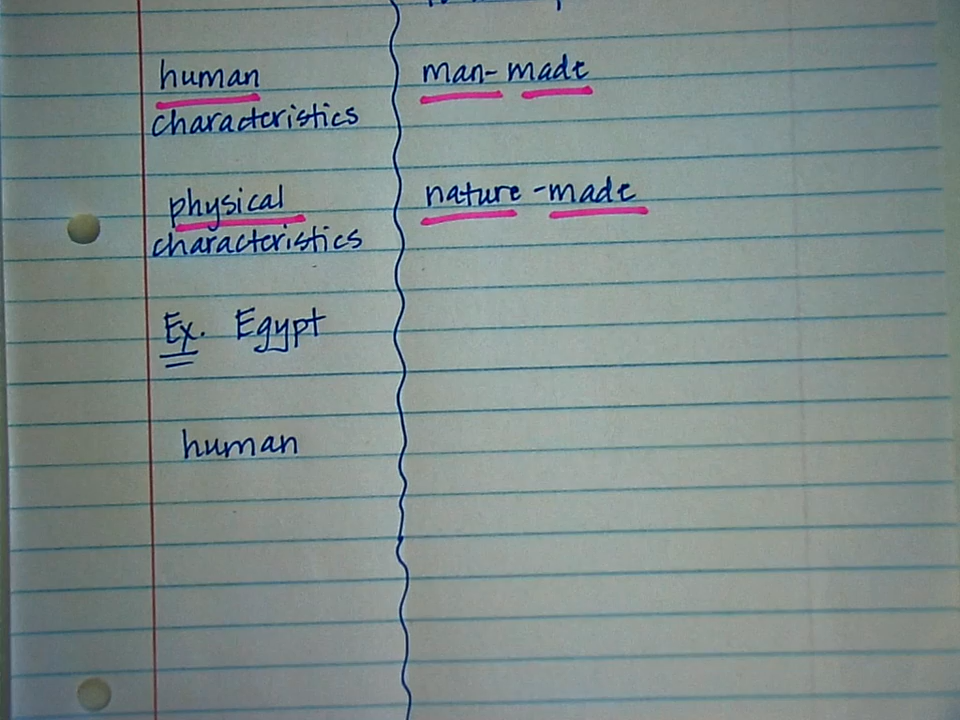 human man-made
characteristics
physical nature-made
characteristics
Ex. Egypt
human